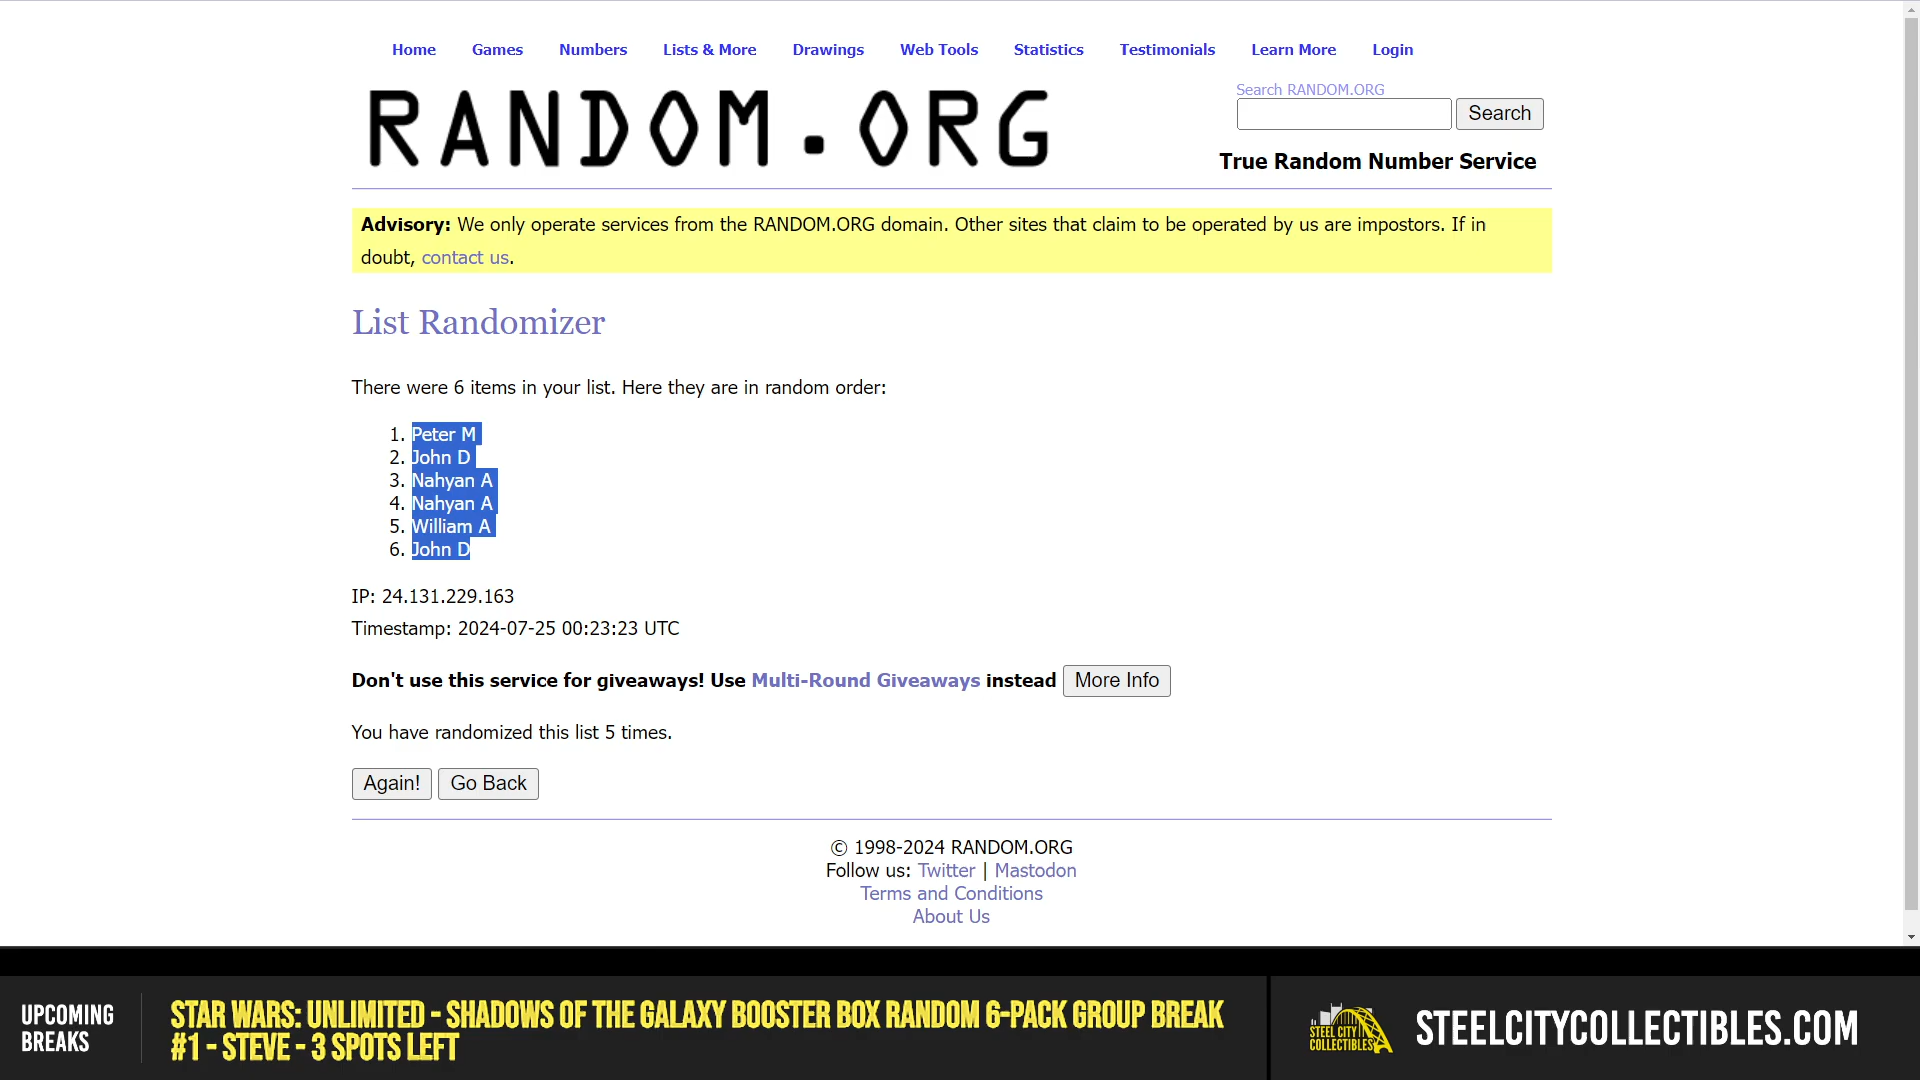 Home Games Numbers Lists & More Drawings Web Tools Statistics Testimonials Learn More Login
RANDOM.ORG
Search RANDOM.ORG
Search
True Random Number Service
Advisory: We only operate services from the RANDOM.ORG domain. Other sites that claim to be operated by us are impostors. If in
doubt, contact us.
List Randomizer
There were 6 items in your list. Here they are in random order:
1. Peter M
2. John D
3. Nahyan A
4. Nahyan A
5. William A
6. John D
IP: 24.131.229.163
Timestamp: 2024-07-25 00:23:23 UTC
Don't use this service for giveaways! Use Multi-Round Giveaways instead More Info
You have randomized this list 5 times.
Again! Go Back
© 1998-2024 RANDOM.ORG
Follow us: Twitter | Mastodon
Terms and Conditions
About Us
UPCOMING
BREAKS
STAR WARS: UNLIMITED - SHADOWS OF THE GALAXY BOOSTER BOX RANDOM 6-PACK GROUP BREAK
#1 - STEVE - 3 SPOTS LEFT
STEEL CITY
COLLECTIBLES
STEELCITYCOLLECTIBLES.COM